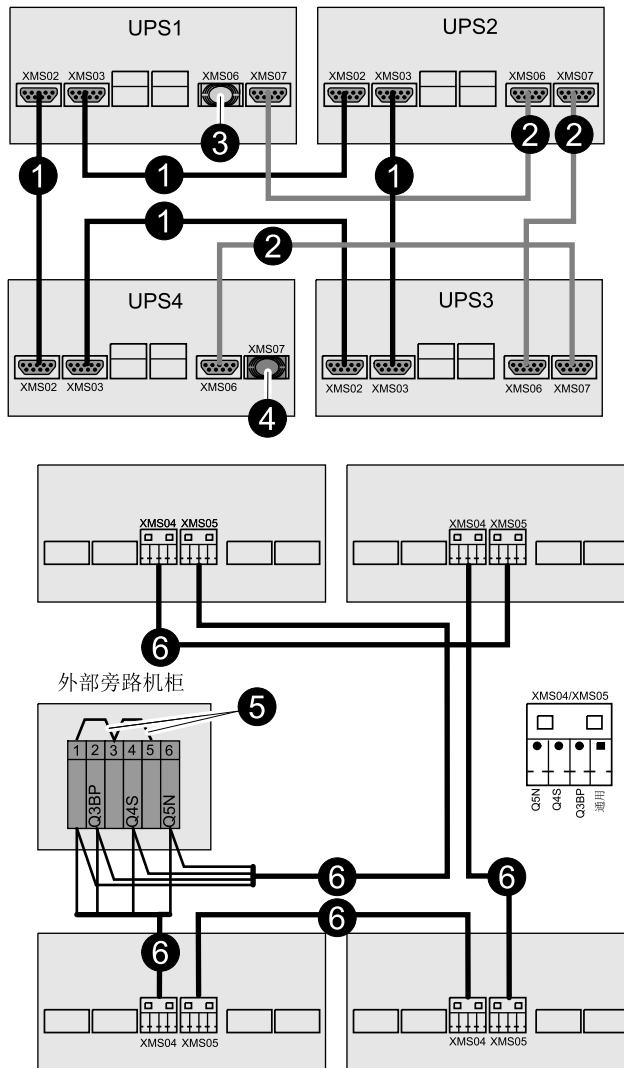 UPS1
UPS2
XMS02 XMS03 XMS06 XMS07
XMS02 XMS03 XMS06 XMS07
3
2 2
1 1 1
1
2
UPS4
UPS3
XMS07
XMS02 XMS03 XMS06
XMS02 XMS03 XMS06 XMS07
4
XMS04 XMS05
XMS04 XMS05
6
外部旁路机柜
5
1 2 3 4 5 6
Q3BP Q4S Q5N
XMS04/XMS05
Q5N Q4S Q3BP 通用
6 6
6
6
XMS04 XMS05
XMS04 XMS05